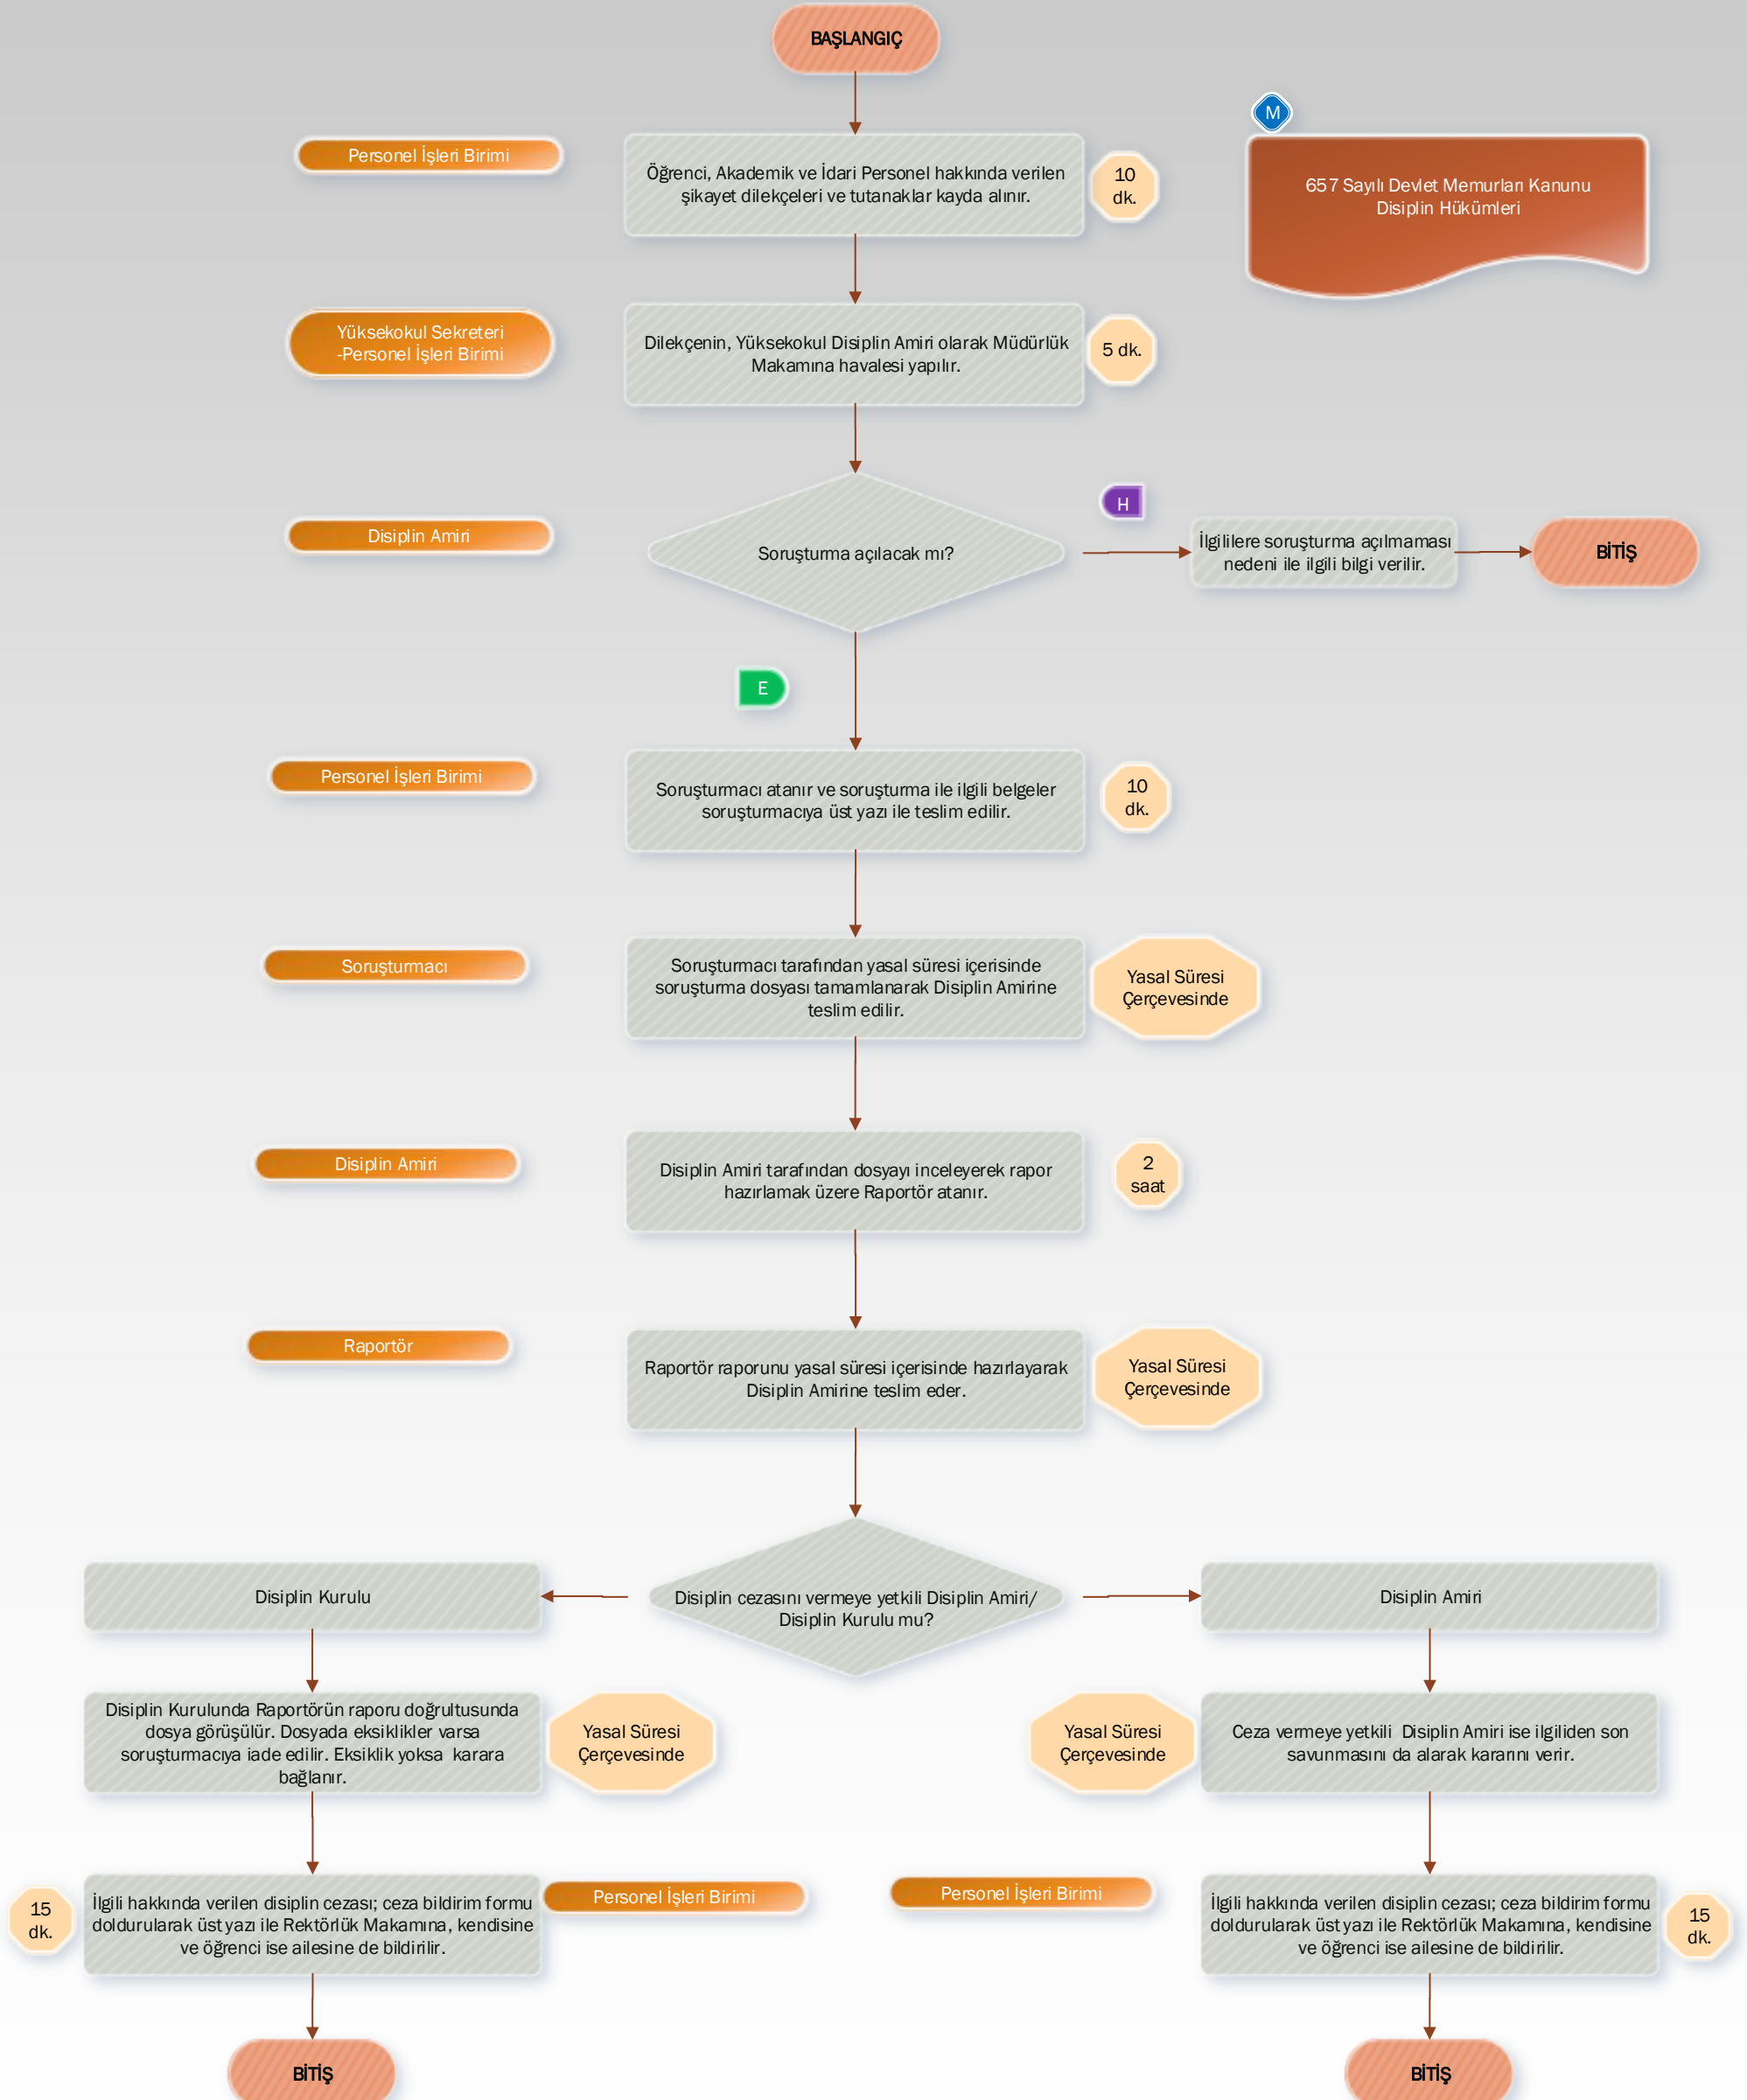 BAŞLANGIÇ
M
657 Sayılı Devlet Memurları Kanunu
Disiplin Hükümleri
Personel İşleri Birimi
Öğrenci, Akademik ve İdari Personel hakkında verilen
şikayet dilekçeleri ve tutanaklar kayda alınır.
10
dk.
Yüksekokul Sekreteri
-Personel İşleri Birimi
Dilekçenin, Yüksekokul Disiplin Amiri olarak Müdürlük
Makamına havalesi yapılır.
5 dk.
Disiplin Amiri
Soruşturma açılacak mı?
H
İlgililere soruşturma açılmaması
nedeni ile ilgili bilgi verilir.
BİTİŞ
E
Personel İşleri Birimi
Soruşturmacı atanır ve soruşturma ile ilgili belgeler
soruşturmacıya üst yazı ile teslim edilir.
10
dk.
Soruşturmacı
Soruşturmacı tarafından yasal süresi içerisinde
soruşturma dosyası tamamlanarak Disiplin Amirine
teslim edilir.
Yasal Süresi
Çerçevesinde
Disiplin Amiri
Disiplin Amiri tarafından dosyayı inceleyerek rapor
hazırlamak üzere Raportör atanır.
2
saat
Raportör
Raportör raporunu yasal süresi içerisinde hazırlayarak
Disiplin Amirine teslim eder.
Yasal Süresi
Çerçevesinde
Disiplin Kurulu
Disiplin cezasını vermeye yetkili Disiplin Amiri/
Disiplin Kurulu mu?
Disiplin Amiri
Disiplin Kurulunda Raportörün raporu doğrultusunda
dosya görüşülür. Dosyada eksiklikler varsa
soruşturmacıya iade edilir. Eksiklik yoksa  karara
bağlanır.
Yasal Süresi
Çerçevesinde
Yasal Süresi
Çerçevesinde
Ceza vermeye yetkili  Disiplin Amiri ise ilgiliden son
savunmasını da alarak kararını verir.
15
dk.
İlgili hakkında verilen disiplin cezası; ceza bildirim formu
doldurularak üst yazı ile Rektörlük Makamına, kendisine
ve öğrenci ise ailesine de bildirilir.
Personel İşleri Birimi
Personel İşleri Birimi
İlgili hakkında verilen disiplin cezası; ceza bildirim formu
doldurularak üst yazı ile Rektörlük Makamına, kendisine
ve öğrenci ise ailesine de bildirilir.
15
dk.
BİTİŞ
BİTİŞ